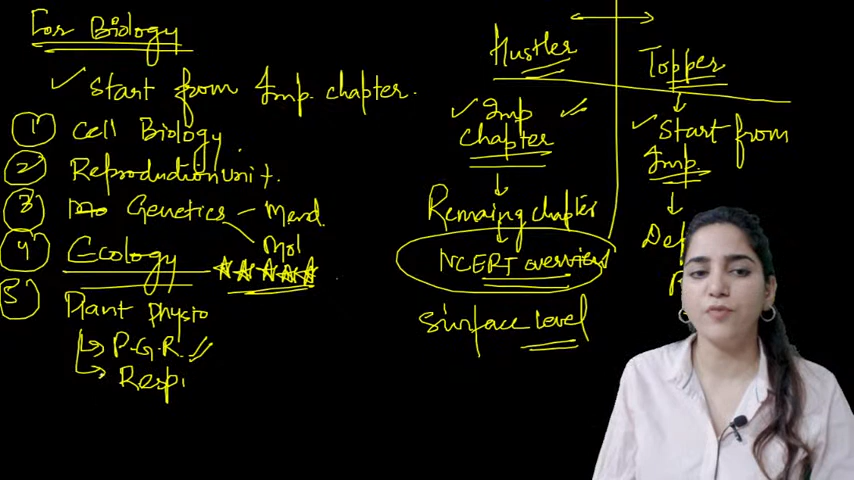 For Biology
✓ Start from Imp. chapter.
① Cell Biology
② Reproduction unit.
③ Genetics - Mend.
Mol
④ Ecology
⑤ Plant Physio
↳ P.G.R.
→ Respi
Hustler
✓ Imp
chapter
↓
Remaing chapter
↓
NCERT overview
Surface level
Topper
↓
✓ Start from
Imp.
↓